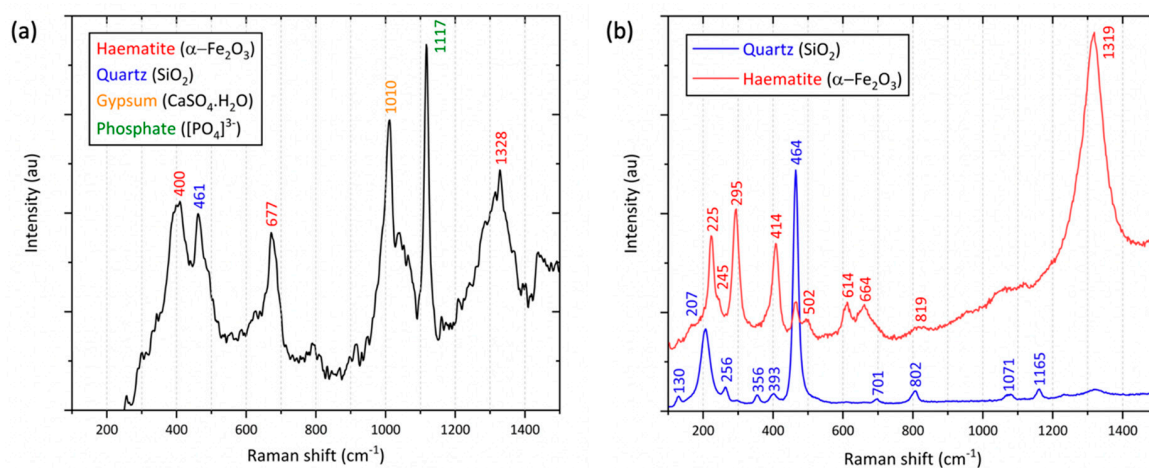 (a)
Haematite (α−Fe₂O₃)
Quartz (SiO₂)
Gypsum (CaSO₄.H₂O)
Phosphate ([PO₄]³⁻)
400
461
677
1010
1117
1328
Intensity (au)
200 400 600 800 1000 1200 1400
Raman shift (cm⁻¹)
(b)
Quartz (SiO₂)
Haematite (α−Fe₂O₃)
225
245
295
414
502
614
664
819
1319
130
207
256
356
393
464
701
802
1071
1165
Intensity (au)
200 400 600 800 1000 1200 1400
Raman shift (cm⁻¹)